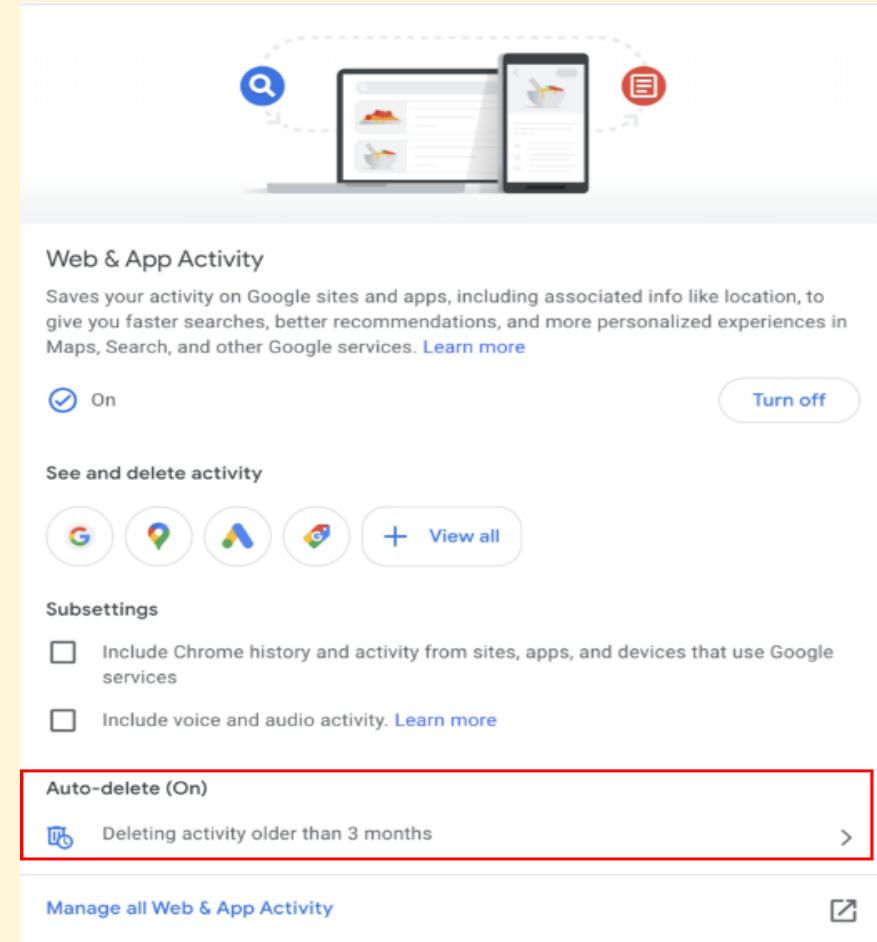 Web & App Activity
Saves your activity on Google sites and apps, including associated info like location, to
give you faster searches, better recommendations, and more personalized experiences in
Maps, Search, and other Google services. Learn more
On
Turn off
See and delete activity
View all
Subsettings
Include Chrome history and activity from sites, apps, and devices that use Google
services
Include voice and audio activity. Learn more
Auto-delete (On)
Deleting activity older than 3 months
Manage all Web & App Activity